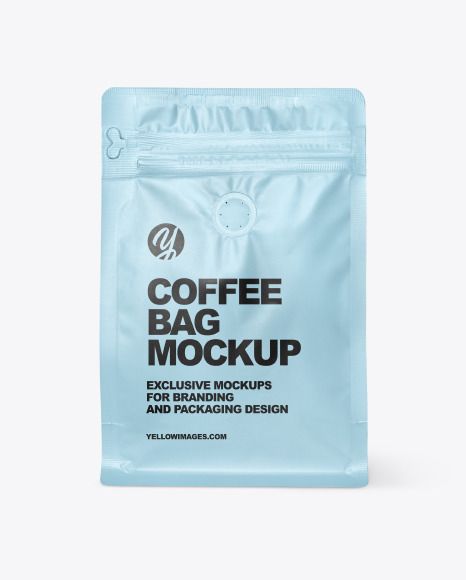 COFFEE
BAG
MOCKUP
EXCLUSIVE MOCKUPS
FOR BRANDING
AND PACKAGING DESIGN
YELLOWIMAGES.COM